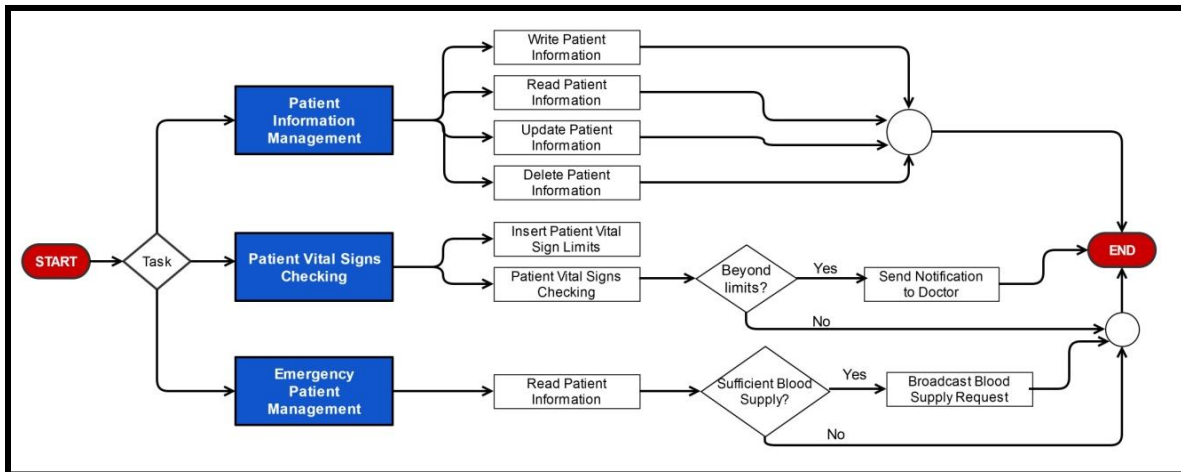 Write Patient
Information
Patient
Information
Management
Read Patient
Information
Update Patient
Information
Delete Patient
Information
START
Task
Patient Vital Signs
Checking
Insert Patient Vital
Sign Limits
Patient Vital Signs
Checking
Beyond
limits?
Yes
Send Notification
to Doctor
END
No
Emergency
Patient
Management
Read Patient
Information
Sufficient Blood
Supply?
Yes
Broadcast Blood
Supply Request
No